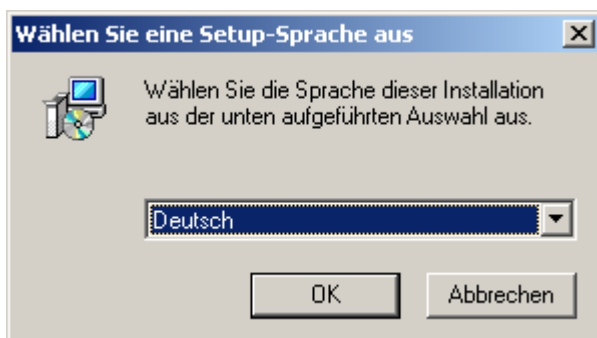 Wählen Sie eine Setup-Sprache aus
Wählen Sie die Sprache dieser Installation
aus der unten aufgeführten Auswahl aus.
Deutsch
OK
Abbrechen